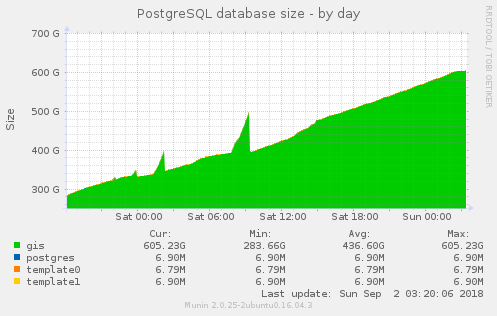 PostgreSQL database size - by day
RRDTOOL / TOBI OETIKER
Size
700 G
600 G
500 G
400 G
300 G
Sat 00:00 Sat 06:00 Sat 12:00 Sat 18:00 Sun 00:00
Cur: Min: Avg: Max:
gis 605.23G 283.66G 436.60G 605.23G
postgres 6.90M 6.90M 6.90M 6.90M
template0 6.79M 6.79M 6.79M 6.79M
template1 6.90M 6.90M 6.90M 6.90M
Last update: Sun Sep 2 03:20:06 2018
Munin 2.0.25-2ubuntu0.16.04.3